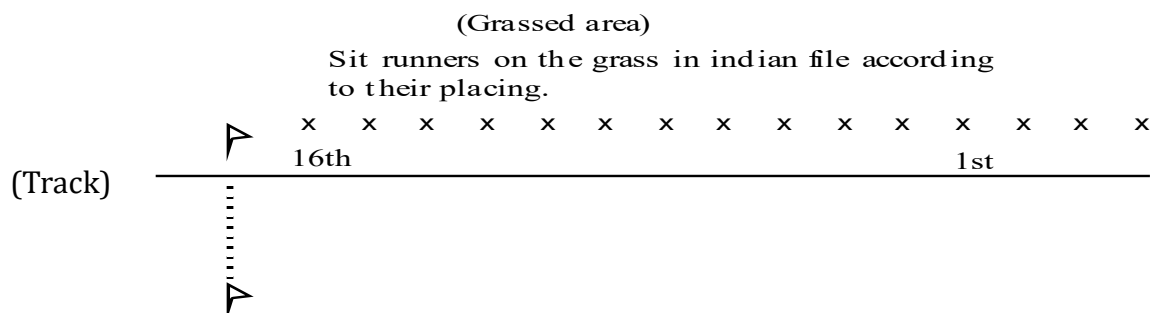 (Grassed area)
Sit runners on the grass in indian file according
to their placing.
x x x x x x x x x x x x x x x
16th 1st
(Track)